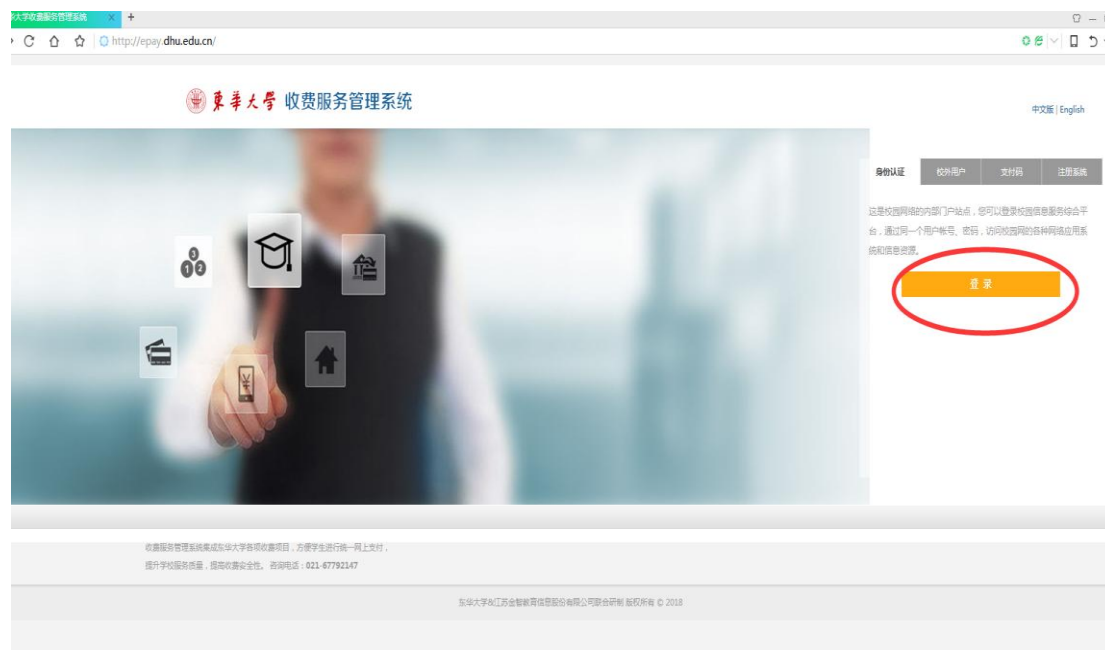 华大学收费服务管理系统
http://epay.dhu.edu.cn/
東華大學 收费服务管理系统
中文版 | English
身份认证 校外用户 支付码 注册系统
这是校园网络的内部门户站点，您可以登录校园信息服务综合平
台，通过同一个用户帐号、密码，访问校园网的各种网络应用系
统和信息资源。
登 录
3
1 2
¥
收费服务管理系统集成东华大学各项收费项目，方便学生进行统一网上支付，
提升学校服务质量，提高收费安全性。 咨询电话：021-67792147
东华大学&江苏金智教育信息股份有限公司联合研制 版权所有 © 2018